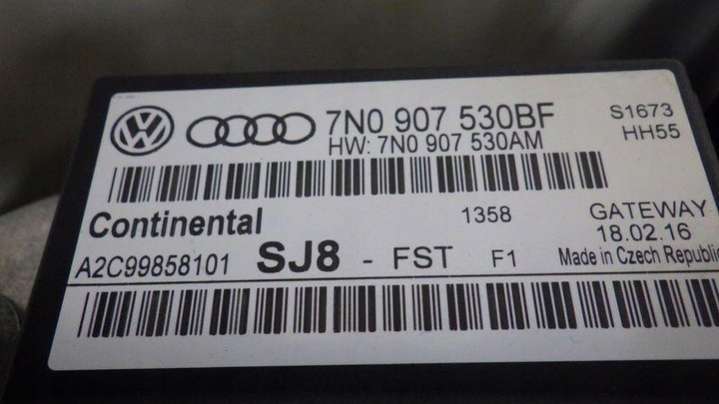 7N0 907 530BF S1673
HW: 7N0 907 530AM HH55
Continental 1358 GATEWAY
18.02.16
A2C99858101 SJ8 - FST F1 Made in Czech Republic